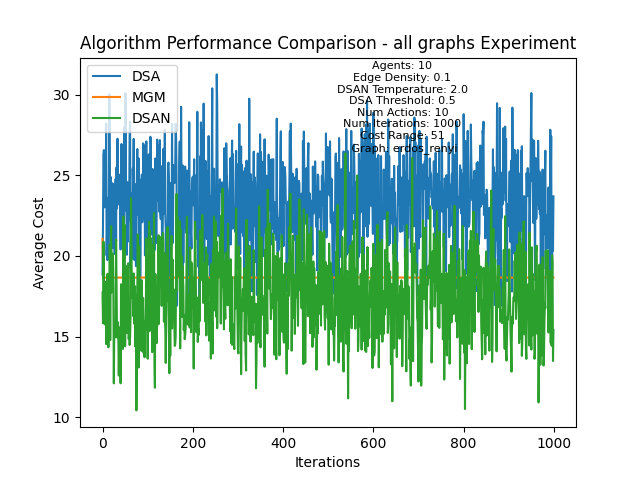 Algorithm Performance Comparison - all graphs Experiment
DSA
MGM
DSAN
Agents: 10
Edge Density: 0.1
DSAN Temperature: 2.0
DSA Threshold: 0.5
Num Actions: 10
Num Iterations: 1000
Cost Range: 51
Graph: erdos_renyi
Average Cost
30
25
20
15
10
0
200
400
600
800
1000
Iterations